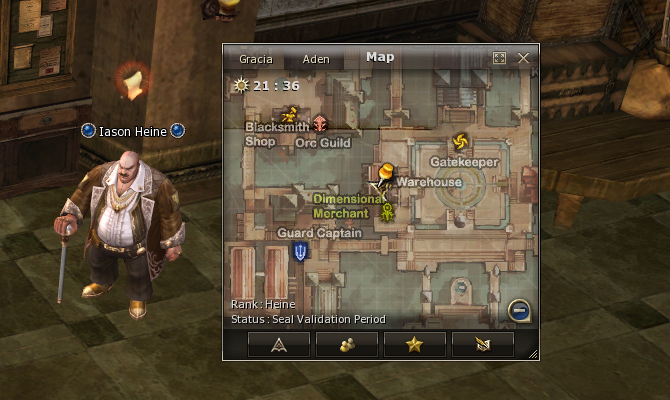 Gracia
Aden
Map
21 : 36
Iason Heine
Blacksmith
Shop
Orc Guild
Gatekeeper
Warehouse
Dimensional
Merchant
Guard Captain
Rank : Heine
Status : Seal Validation Period